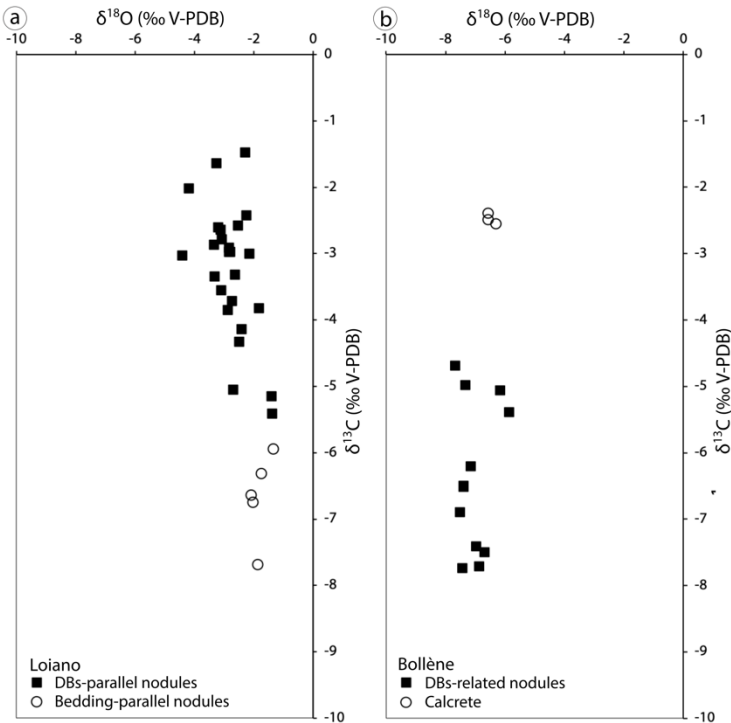 a
δ18O (‰ V-PDB)
-10 -8 -6 -4 -2 0
0
-1
-2
-3
-4
-5
-6
-7
-8
-9
-10
δ13C (‰ V-PDB)
Loiano
DBs-parallel nodules
Bedding-parallel nodules
b
δ18O (‰ V-PDB)
-10 -8 -6 -4 -2 0
0
-1
-2
-3
-4
-5
-6
-7
-8
-9
-10
δ13C (‰ V-PDB)
Bollène
DBs-related nodules
Calcrete